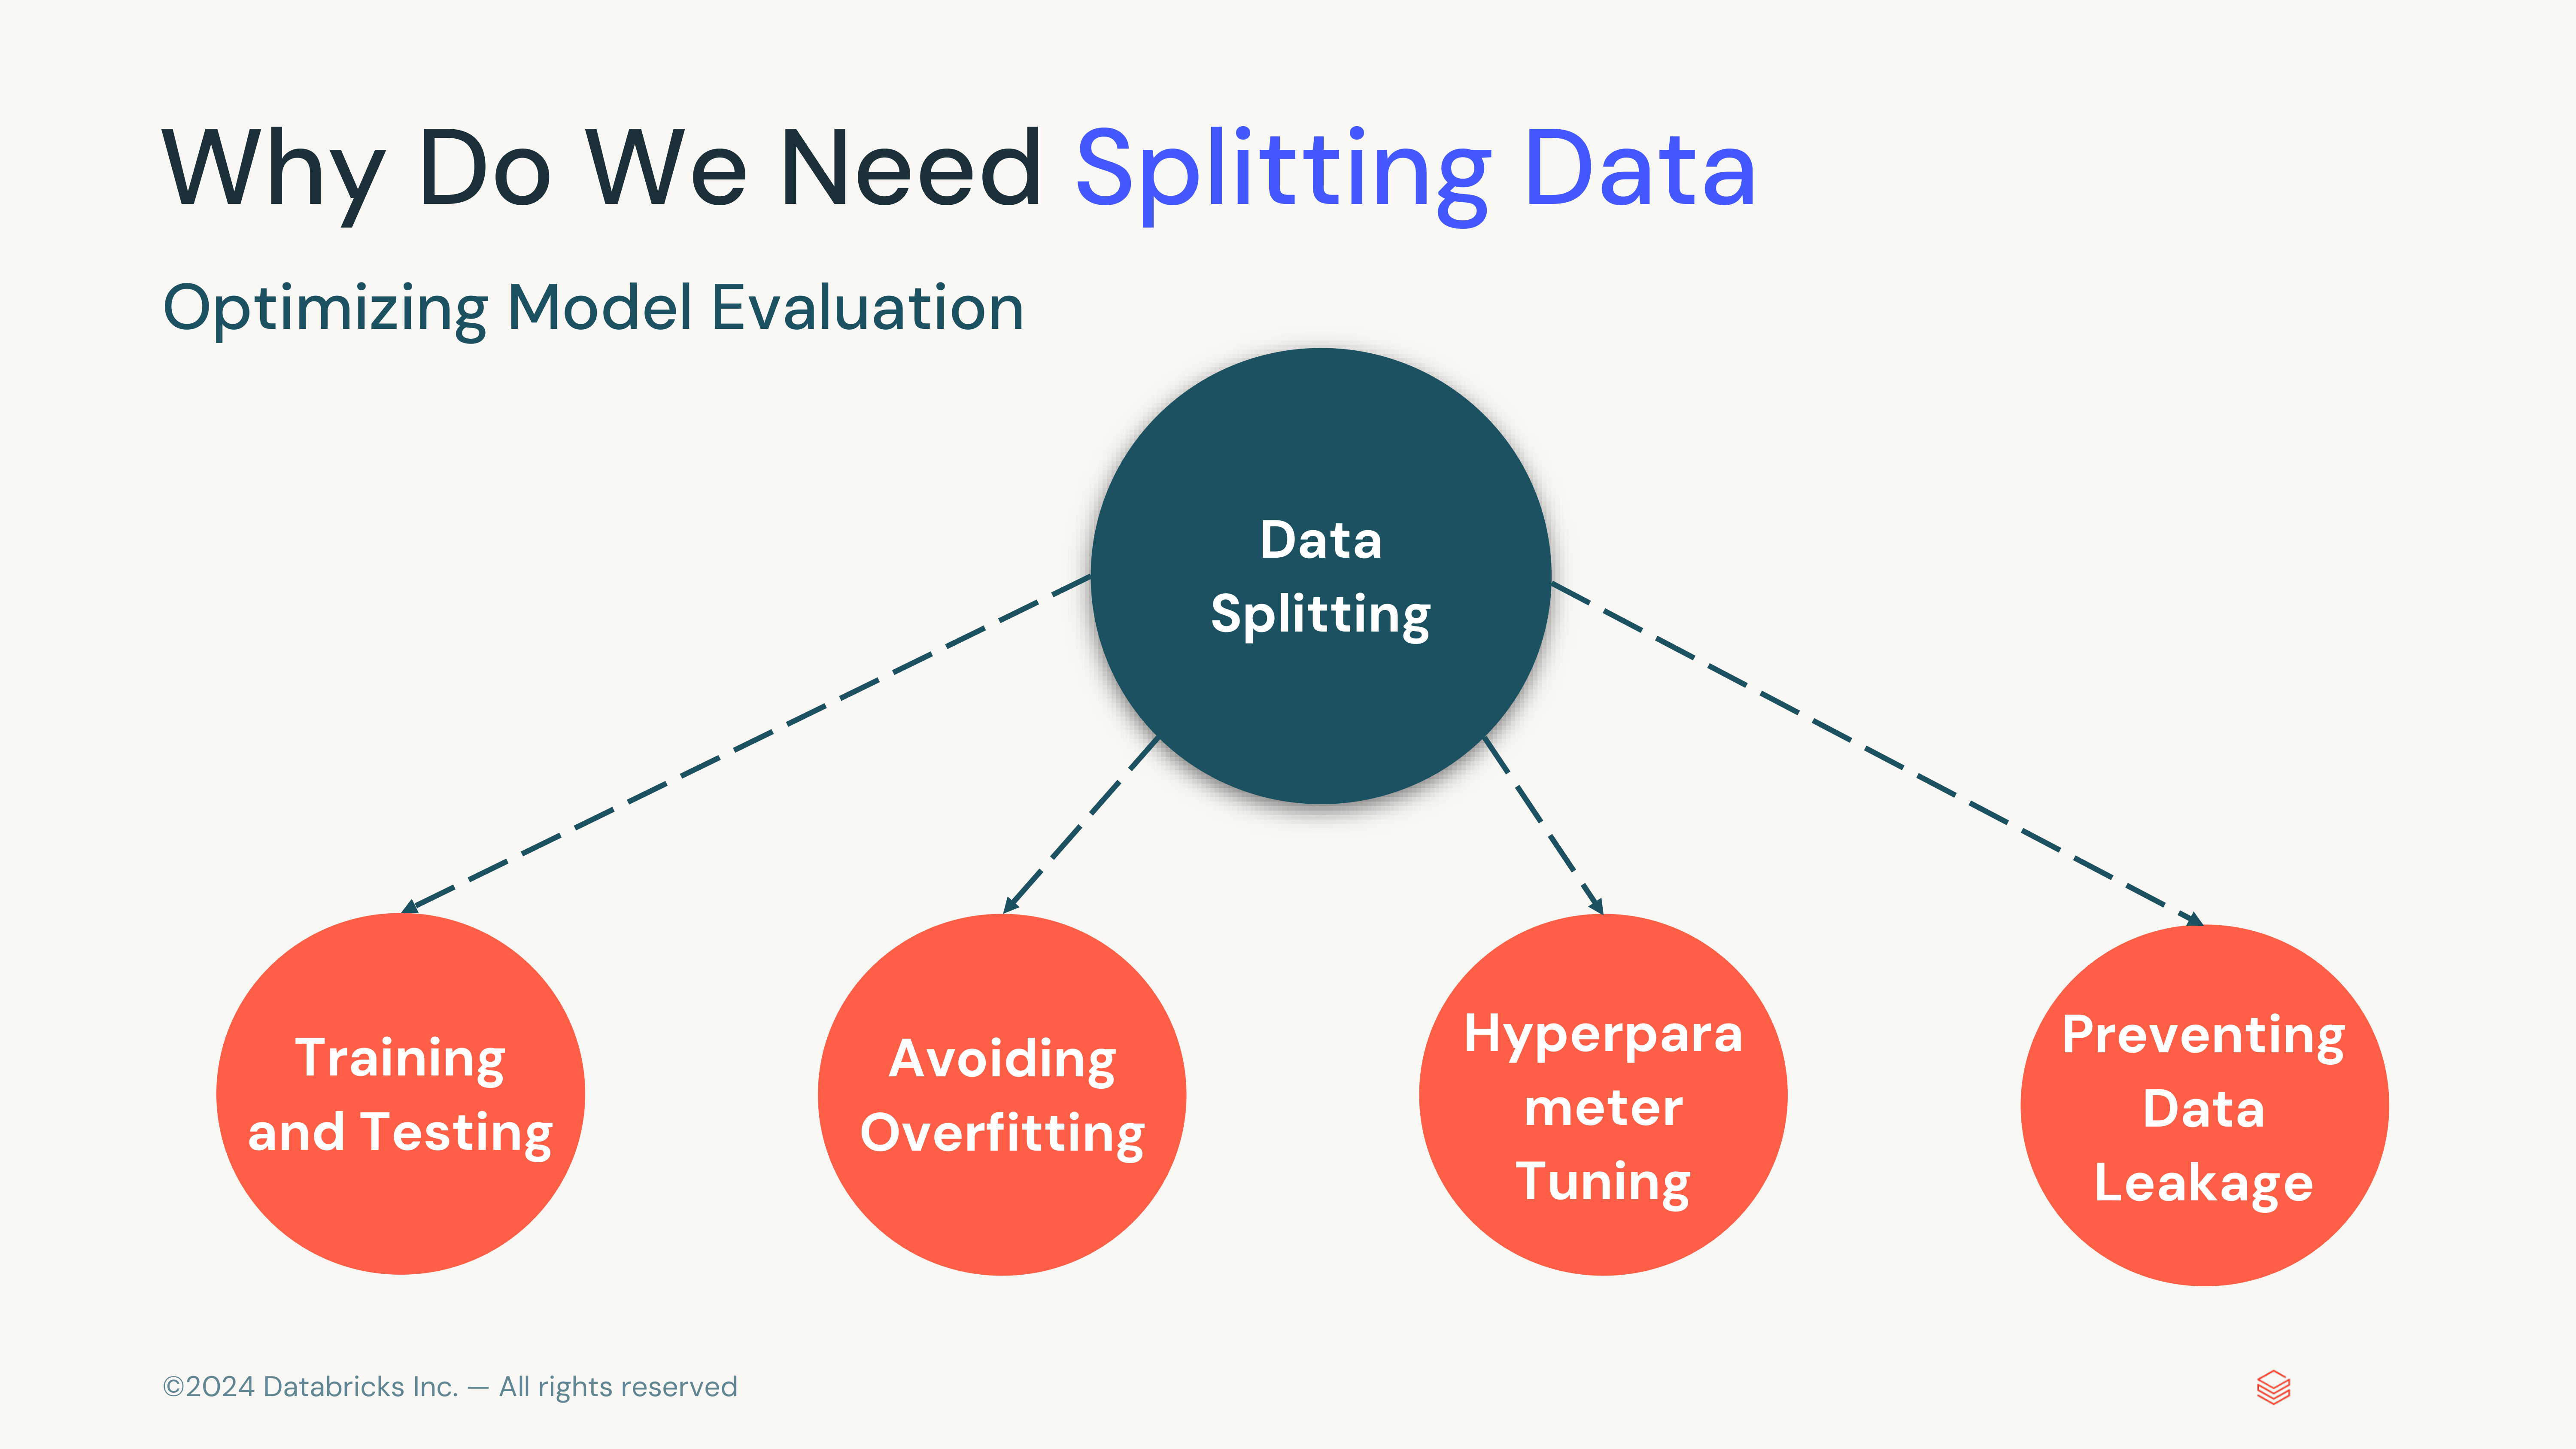 Why Do We Need Splitting Data
Optimizing Model Evaluation
Data
Splitting
Training
and Testing
Avoiding
Overfitting
Hyperpara
meter
Tuning
Preventing
Data
Leakage
©2024 Databricks Inc. — All rights reserved